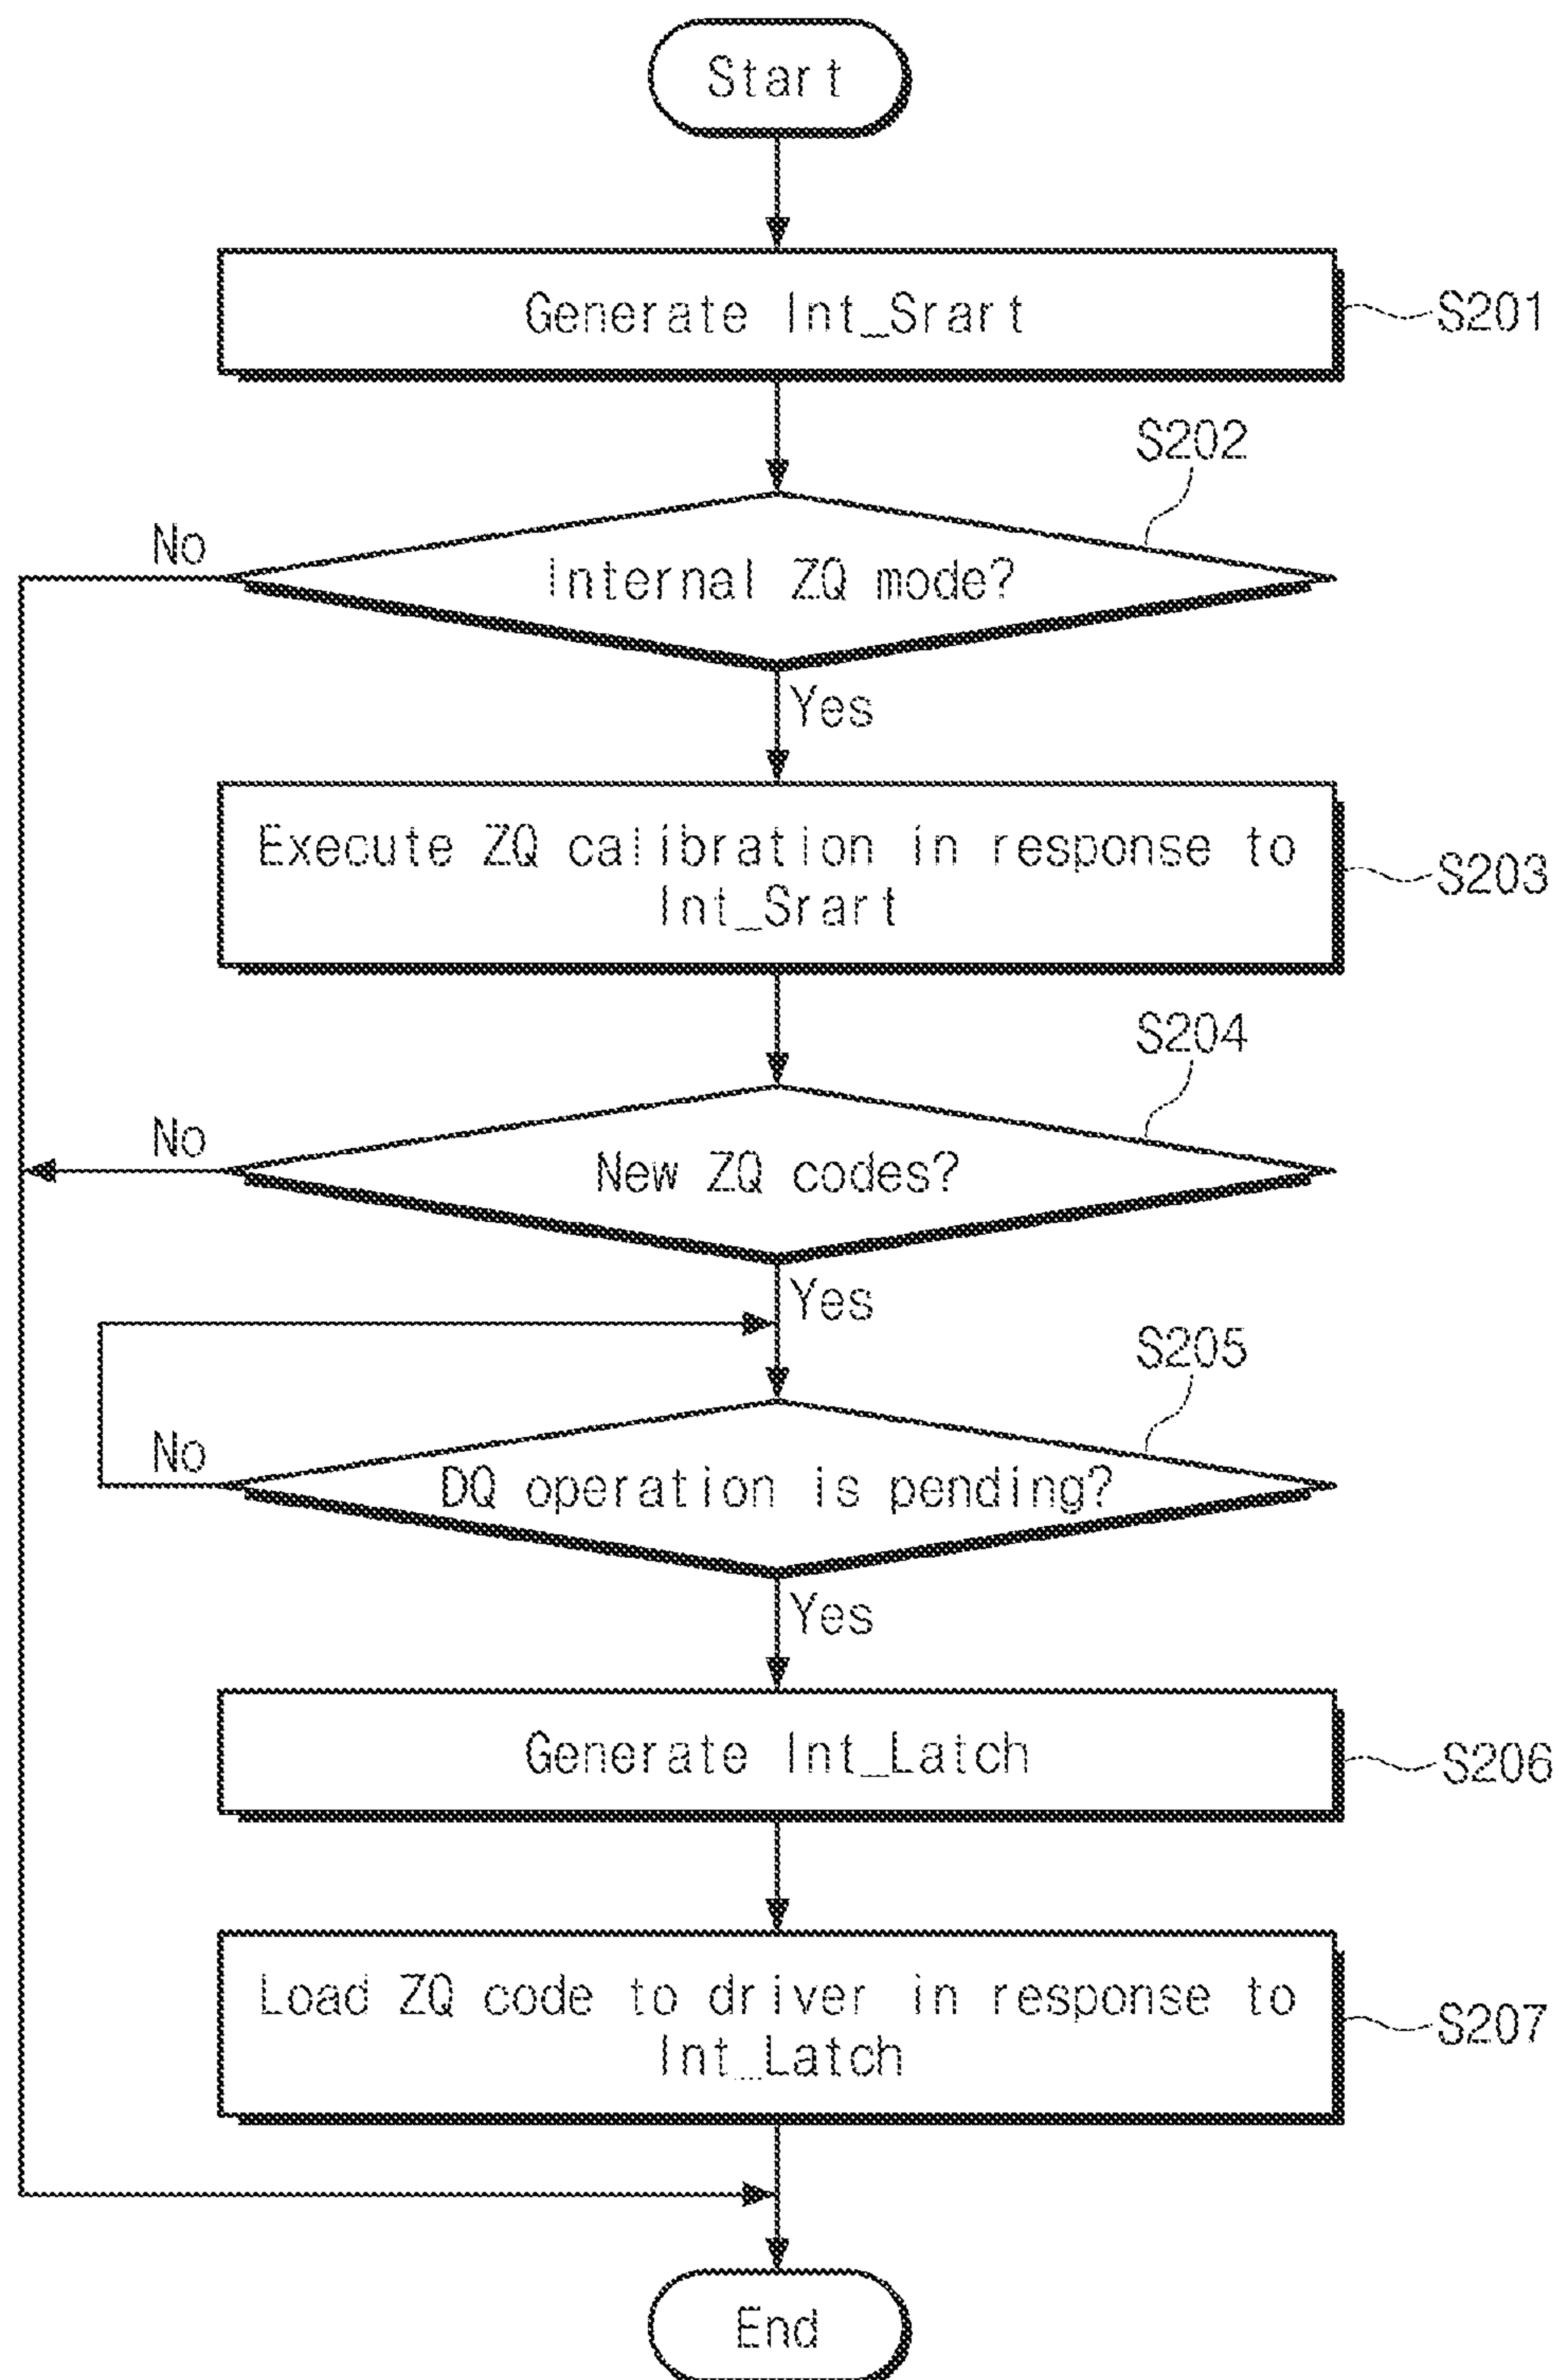 Start
Generate Int_Srart
S201
S202
No
Internal ZQ mode?
Yes
Execute ZQ calibration in response to
Int_Srart
S203
S204
No
New ZQ codes?
Yes
S205
No
DQ operation is pending?
Yes
Generate Int_Latch
S206
Load ZQ code to driver in response to
Int_Latch
S207
End